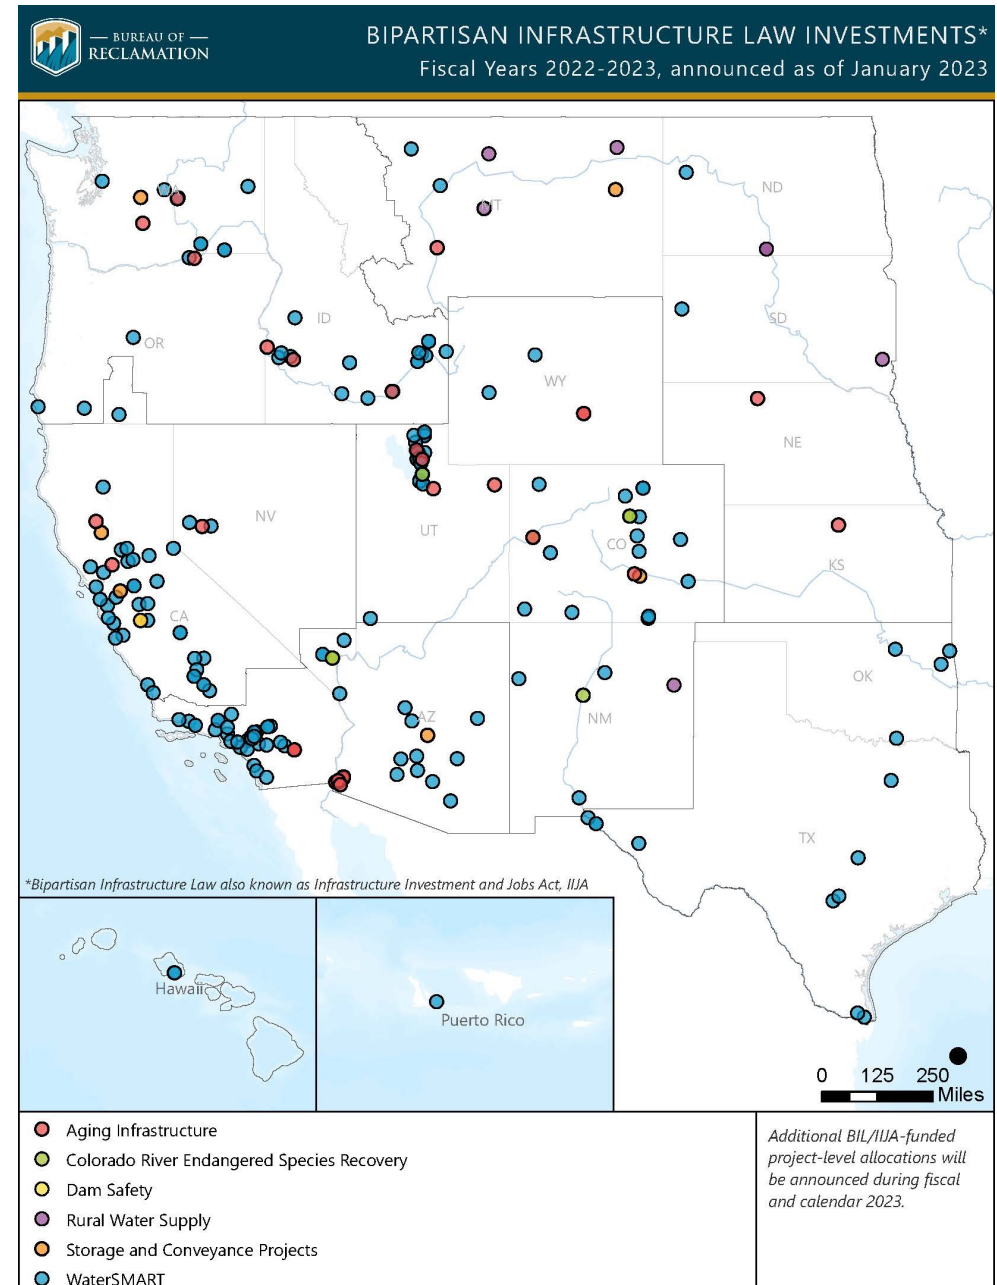 BUREAU OF
RECLAMATION
BIPARTISAN INFRASTRUCTURE LAW INVESTMENTS*
Fiscal Years 2022-2023, announced as of January 2023
WA
MT
ND
OR
ID
SD
WY
NE
NV
UT
CO
KS
CA
AZ
NM
OK
TX
*Bipartisan Infrastructure Law also known as Infrastructure Investment and Jobs Act, IIJA
Hawaii
Puerto Rico
0 125 250
Miles
Aging Infrastructure
Colorado River Endangered Species Recovery
Dam Safety
Rural Water Supply
Storage and Conveyance Projects
WaterSMART
Additional BIL/IIJA-funded
project-level allocations will
be announced during fiscal
and calendar 2023.